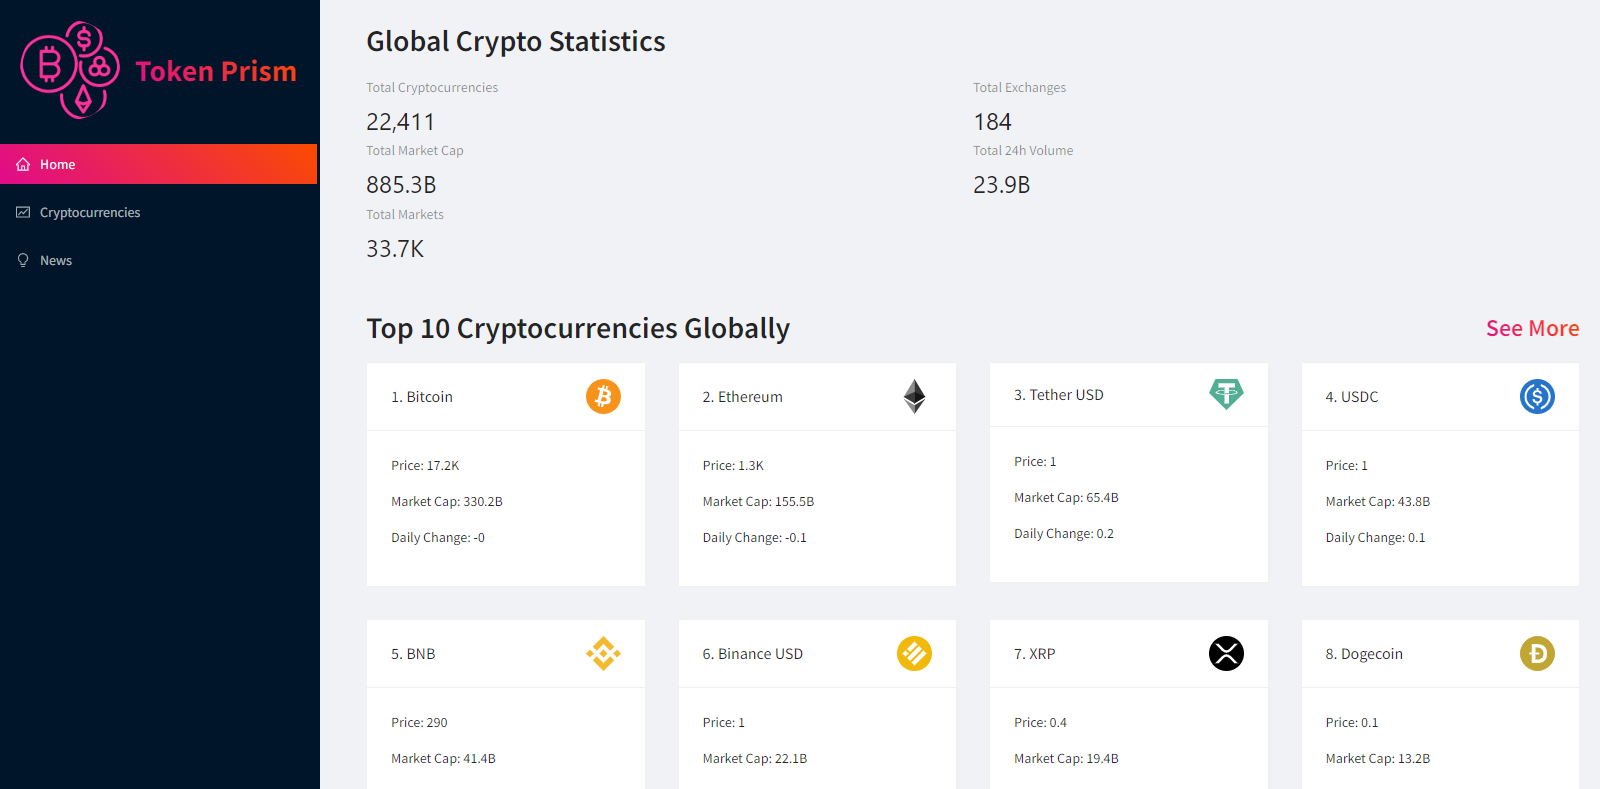 Token Prism
Home
Cryptocurrencies
News
Global Crypto Statistics
Total Cryptocurrencies
22,411
Total Exchanges
184
Total Market Cap
885.3B
Total 24h Volume
23.9B
Total Markets
33.7K
Top 10 Cryptocurrencies Globally
See More
1. Bitcoin
Price: 17.2K
Market Cap: 330.2B
Daily Change: -0
2. Ethereum
Price: 1.3K
Market Cap: 155.5B
Daily Change: -0.1
3. Tether USD
Price: 1
Market Cap: 65.4B
Daily Change: 0.2
4. USDC
Price: 1
Market Cap: 43.8B
Daily Change: 0.1
5. BNB
Price: 290
Market Cap: 41.4B
6. Binance USD
Price: 1
Market Cap: 22.1B
7. XRP
Price: 0.4
Market Cap: 19.4B
8. Dogecoin
Price: 0.1
Market Cap: 13.2B